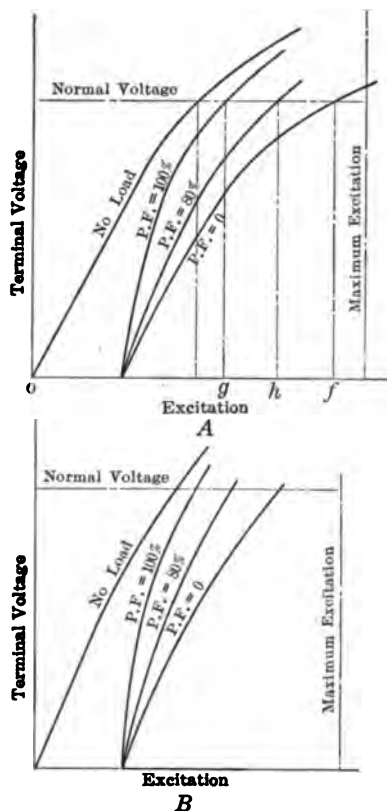 Normal Voltage
Terminal Voltage
No Load
P.F. = 100%
P.F. = 80%
P.F. = 0
Maximum Excitation
o
g
h
f
Excitation
A
Normal Voltage
Terminal Voltage
No Load
P.F. = 100%
P.F. = 80%
P.F. = 0
Maximum Excitation
Excitation
B